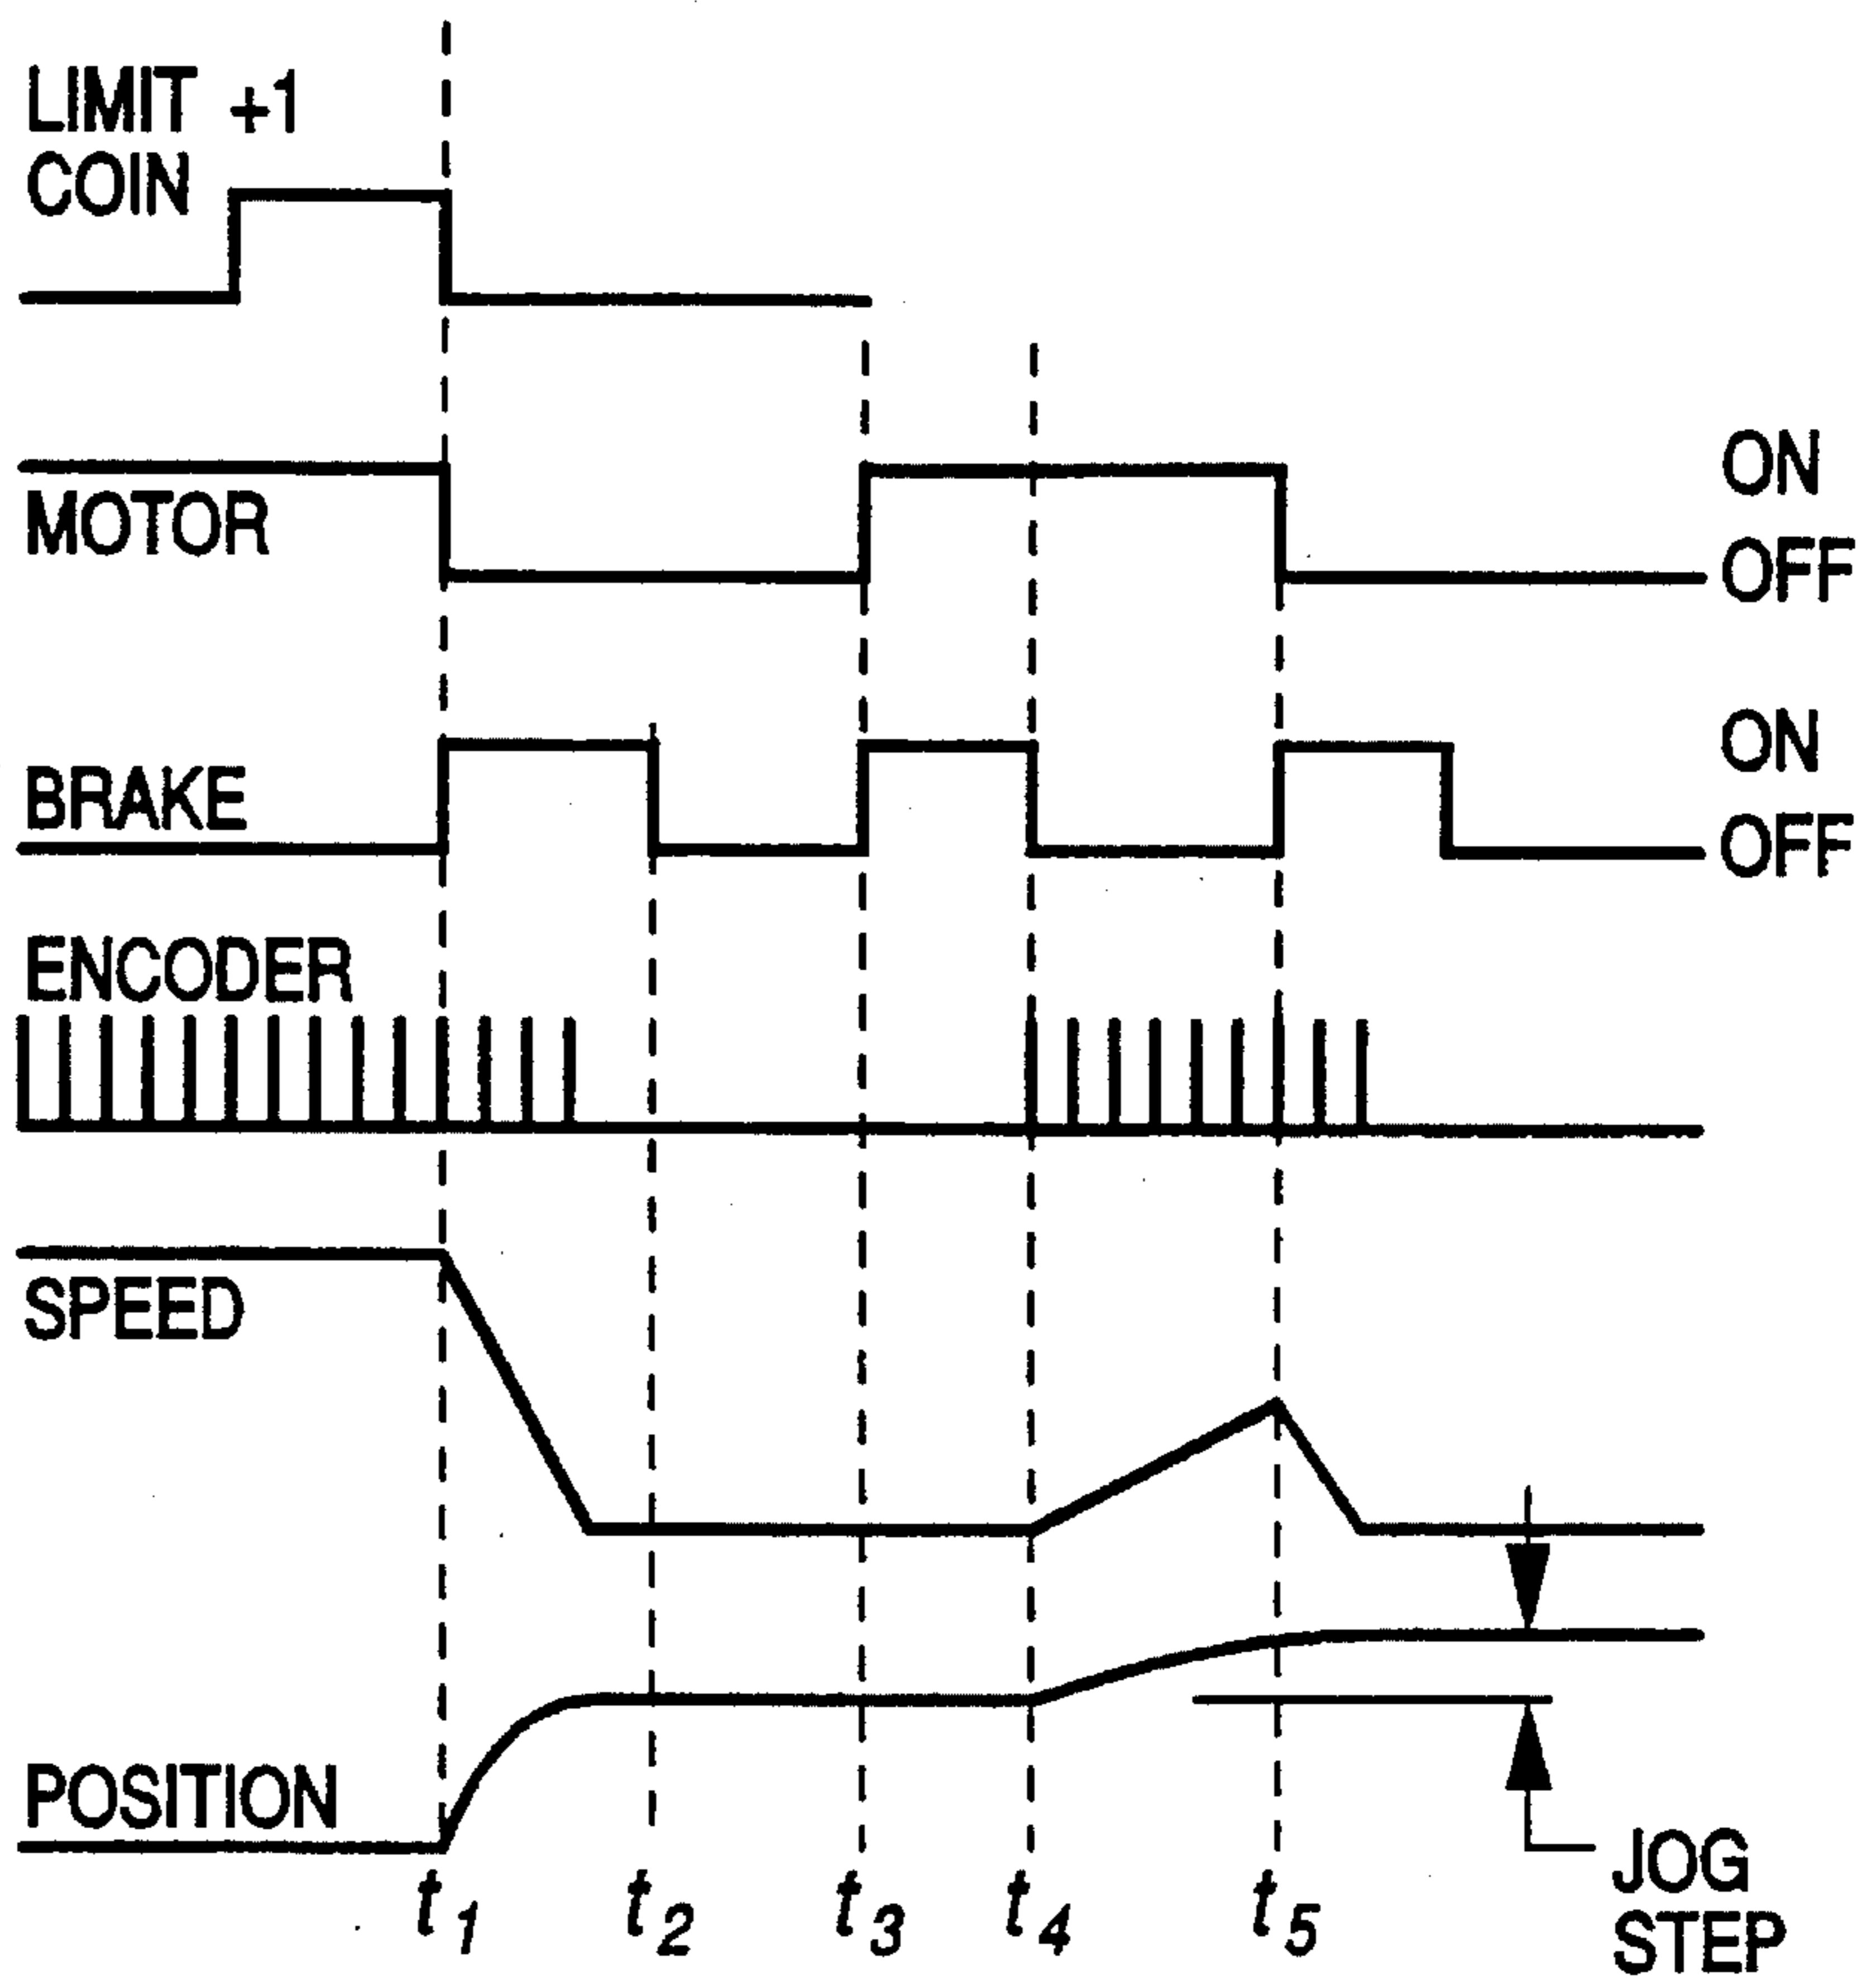 LIMIT +1
COIN
MOTOR
ON
OFF
BRAKE
ON
OFF
ENCODER
SPEED
POSITION
t1 t2 t3 t4 t5
JOG
STEP